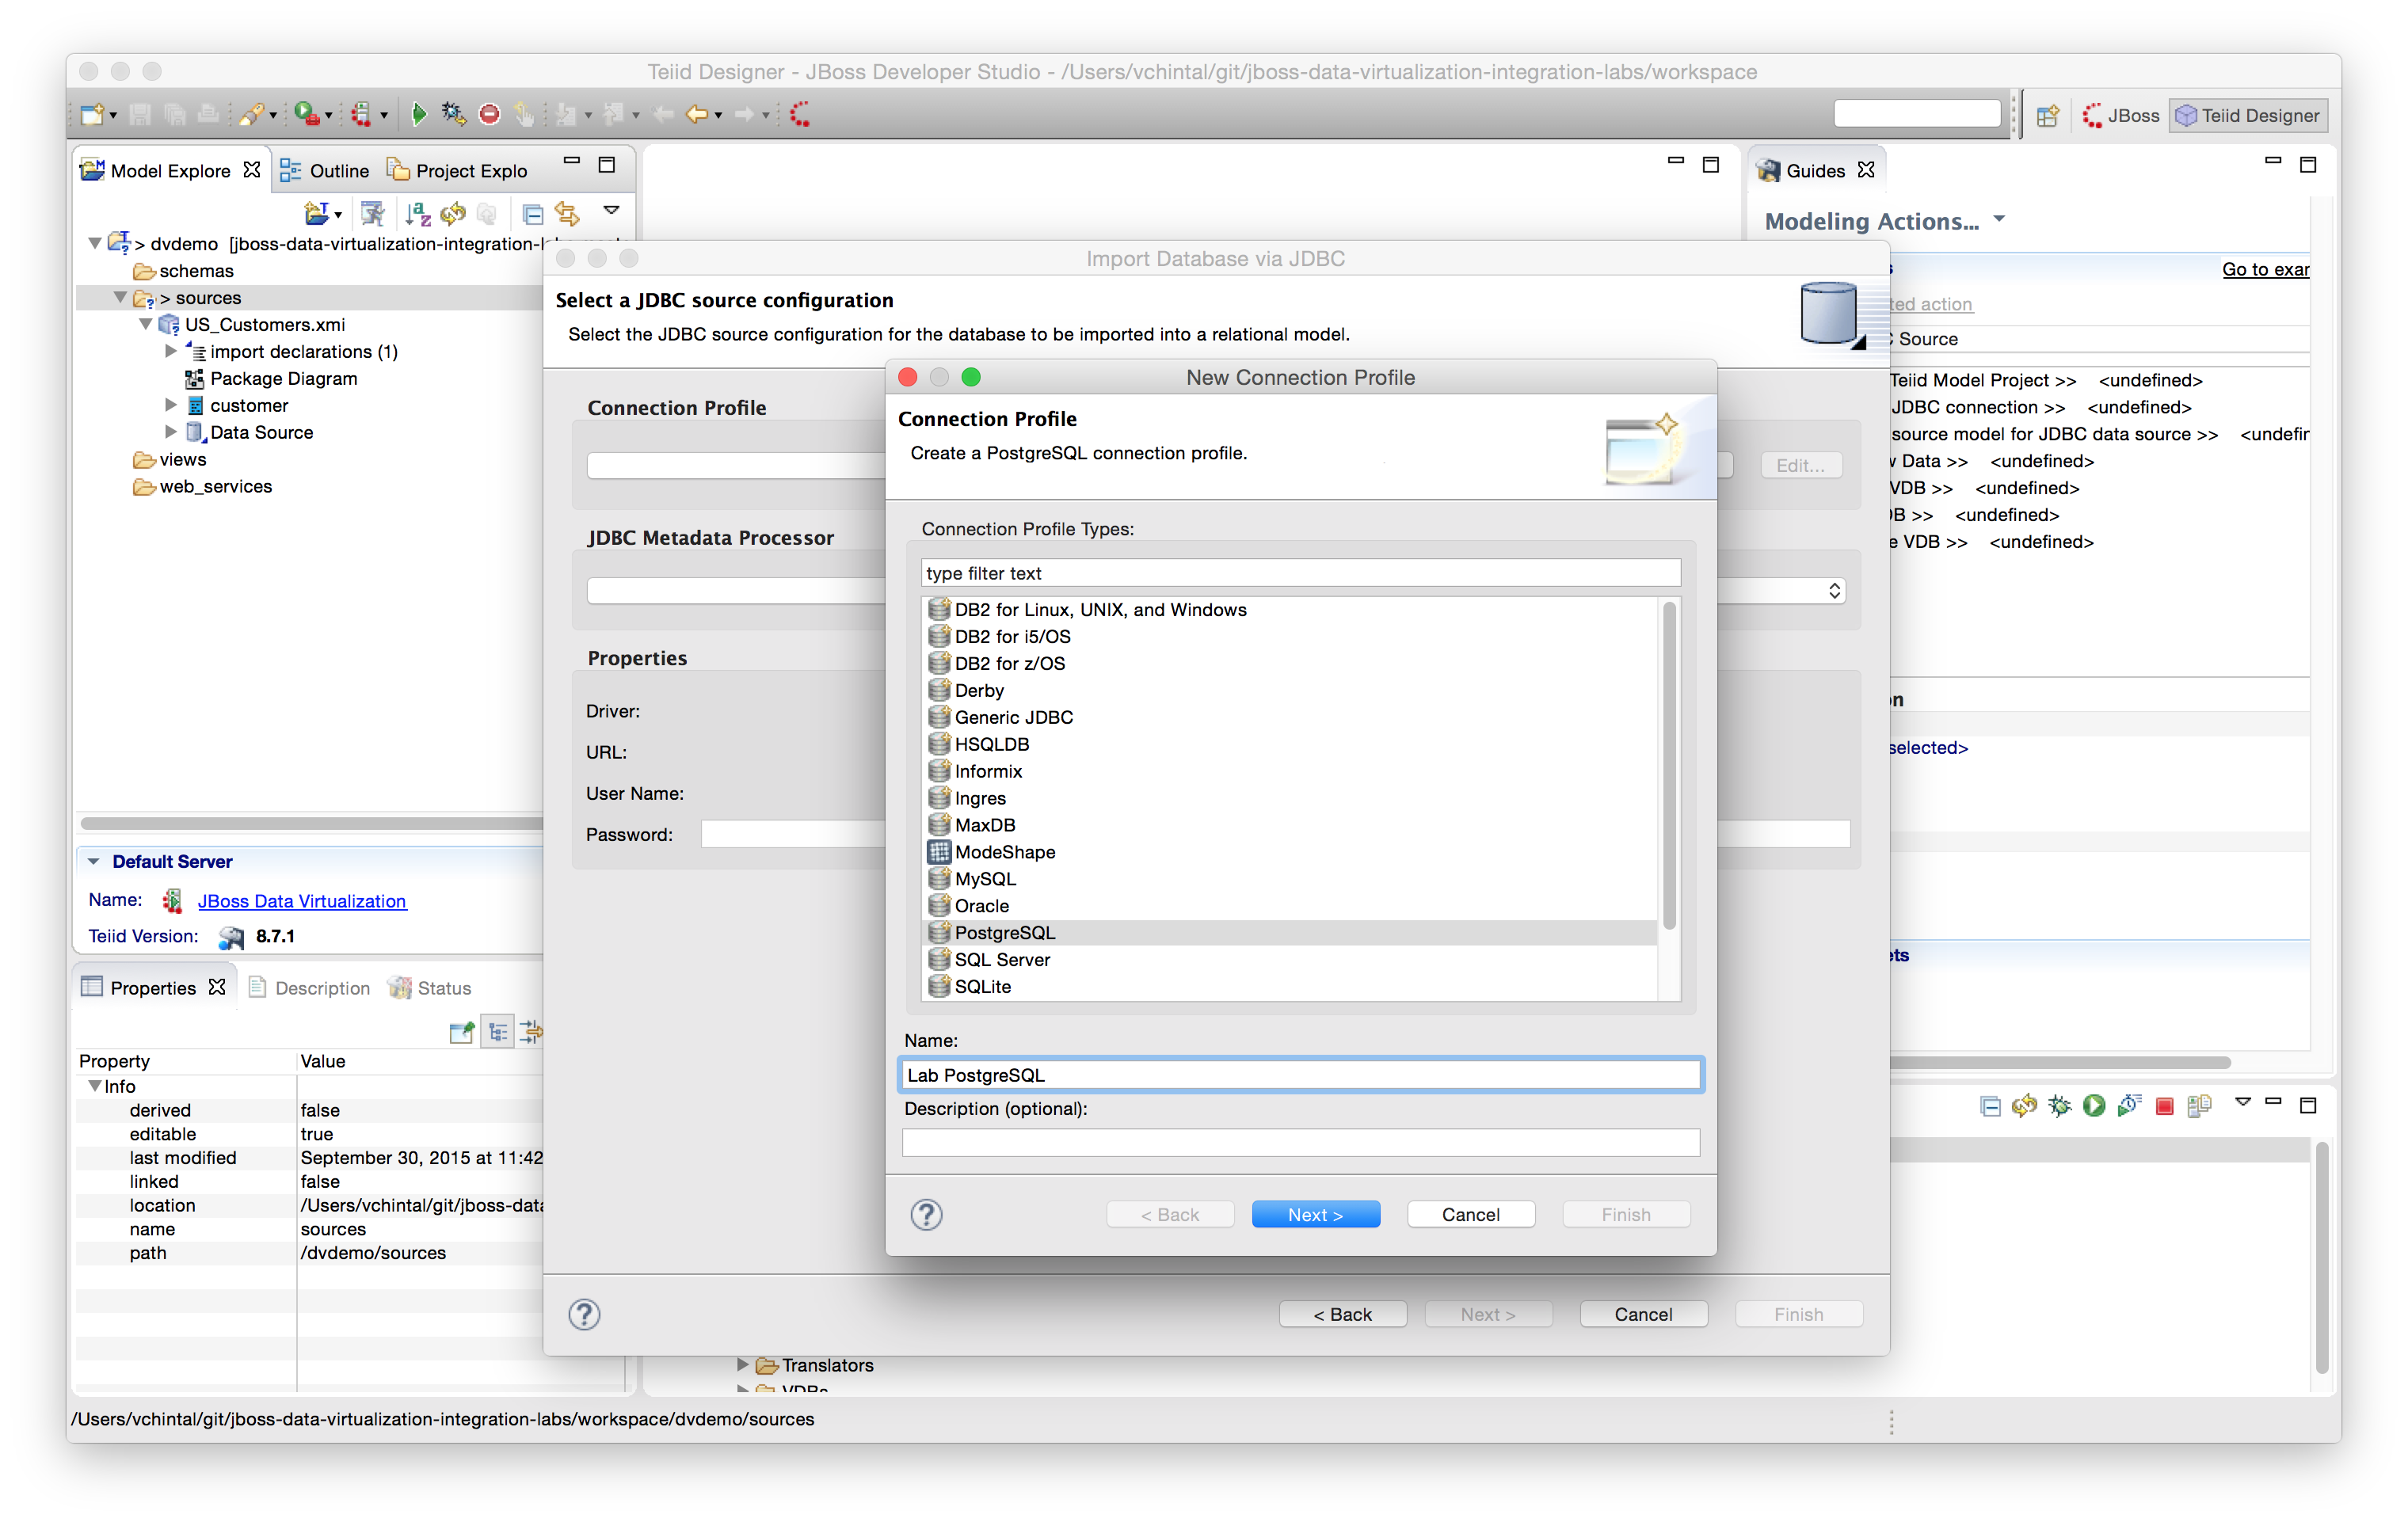 Teiid Designer - JBoss Developer Studio - /Users/vchintal/git/jboss-data-virtualization-integration-labs/workspace
JBoss
Teiid Designer
Model Explore
Outline
Project Explo
> dvdemo [jboss-data-virtualization-integration-l
schemas
> sources
US_Customers.xmi
import declarations (1)
Package Diagram
customer
Data Source
views
web_services
Default Server
Name: JBoss Data Virtualization
Teiid Version: 8.7.1
Properties
Description
Status
Property Value
Info
derived false
editable true
last modified September 30, 2015 at 11:42
linked false
location /Users/vchintal/git/jboss-data
name sources
path /dvdemo/sources
Import Database via JDBC
Select a JDBC source configuration
Select the JDBC source configuration for the database to be imported into a relational model.
Connection Profile
Edit...
JDBC Metadata Processor
Properties
Driver:
URL:
User Name:
Password:
< Back
Next >
Cancel
Finish
New Connection Profile
Connection Profile
Create a PostgreSQL connection profile.
Connection Profile Types:
type filter text
DB2 for Linux, UNIX, and Windows
DB2 for i5/OS
DB2 for z/OS
Derby
Generic JDBC
HSQLDB
Informix
Ingres
MaxDB
ModeShape
MySQL
Oracle
PostgreSQL
SQL Server
SQLite
Name:
Lab PostgreSQL
Description (optional):
< Back
Next >
Cancel
Finish
Guides
Modeling Actions...
Go to exar
ted action
Source
Teiid Model Project >> <undefined>
JDBC connection >> <undefined>
source model for JDBC data source >> <undefin
Data >> <undefined>
VDB >> <undefined>
B >> <undefined>
e VDB >> <undefined>
on
selected>
ets
Translators
VDBs
/Users/vchintal/git/jboss-data-virtualization-integration-labs/workspace/dvdemo/sources